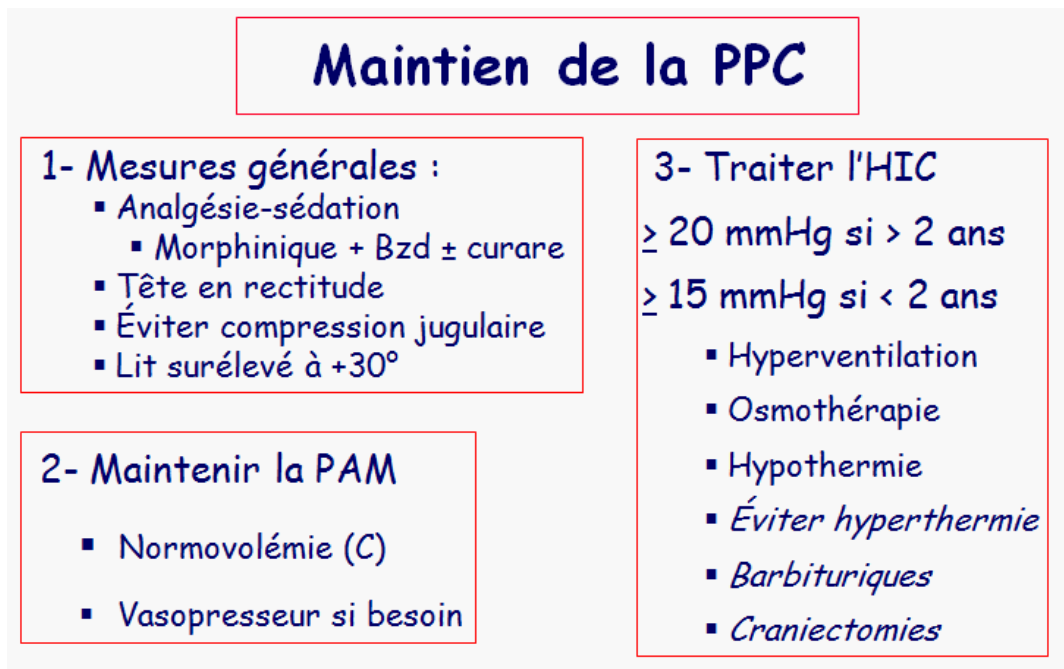 Maintien de la PPC
1- Mesures générales :
▪ Analgésie-sédation
▪ Morphinique + Bzd ± curare
▪ Tête en rectitude
▪ Éviter compression jugulaire
▪ Lit surélevé à +30°
2- Maintenir la PAM
▪ Normovolémie (C)
▪ Vasopresseur si besoin
3- Traiter l'HIC
≥ 20 mmHg si > 2 ans
≥ 15 mmHg si < 2 ans
▪ Hyperventilation
▪ Osmothérapie
▪ Hypothermie
▪ Éviter hyperthermie
▪ Barbituriques
▪ Craniectomies